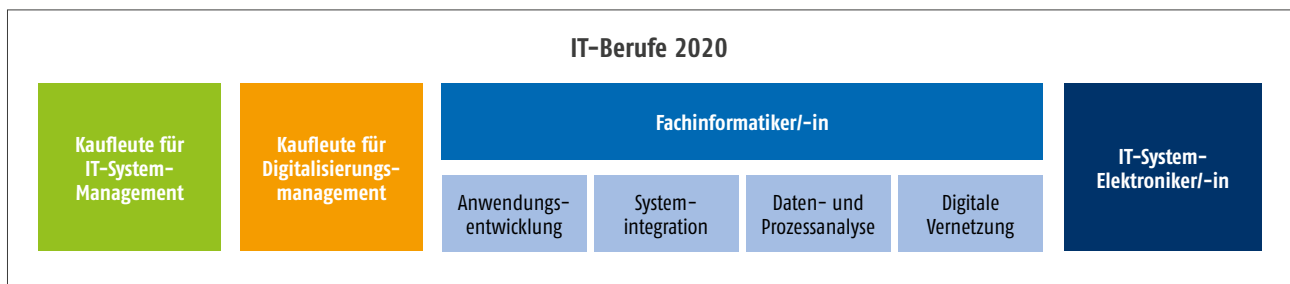 IT-Berufe 2020
Kaufleute für
IT-System-
Management
Kaufleute für
Digitalisierungs-
management
Fachinformatiker/-in
Anwendungs-
entwicklung
System-
integration
Daten- und
Prozessanalyse
Digitale
Vernetzung
IT-System-
Elektroniker/-in